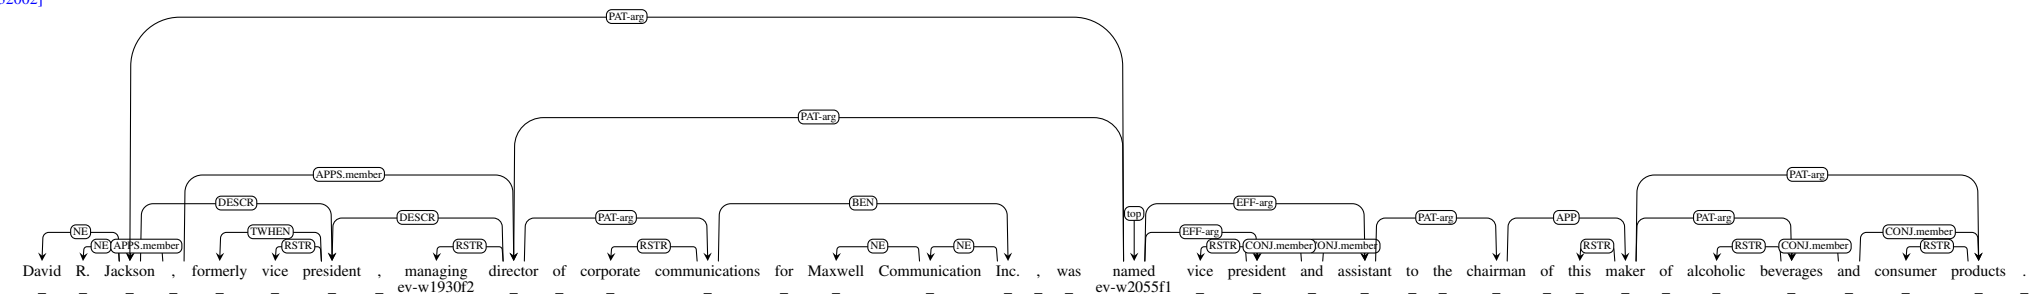 PAT-arg
PAT-arg
APPS.member PAT-arg
DESCR BEN EFF-arg
DESCR PAT-arg top PAT-arg APP PAT-arg
NE TWHEN EFF-arg CONJ.member
NE APPS.member RSTR RSTR RSTR NE NE RSTR CONJ.member CONJ.member RSTR RSTR CONJ.member RSTR
David R. Jackson , formerly vice president , managing director of corporate communications for Maxwell Communication Inc. , was named vice president and assistant to the chairman of this maker of alcoholic beverages and consumer products .
ev-w1930f2 ev-w2055f1